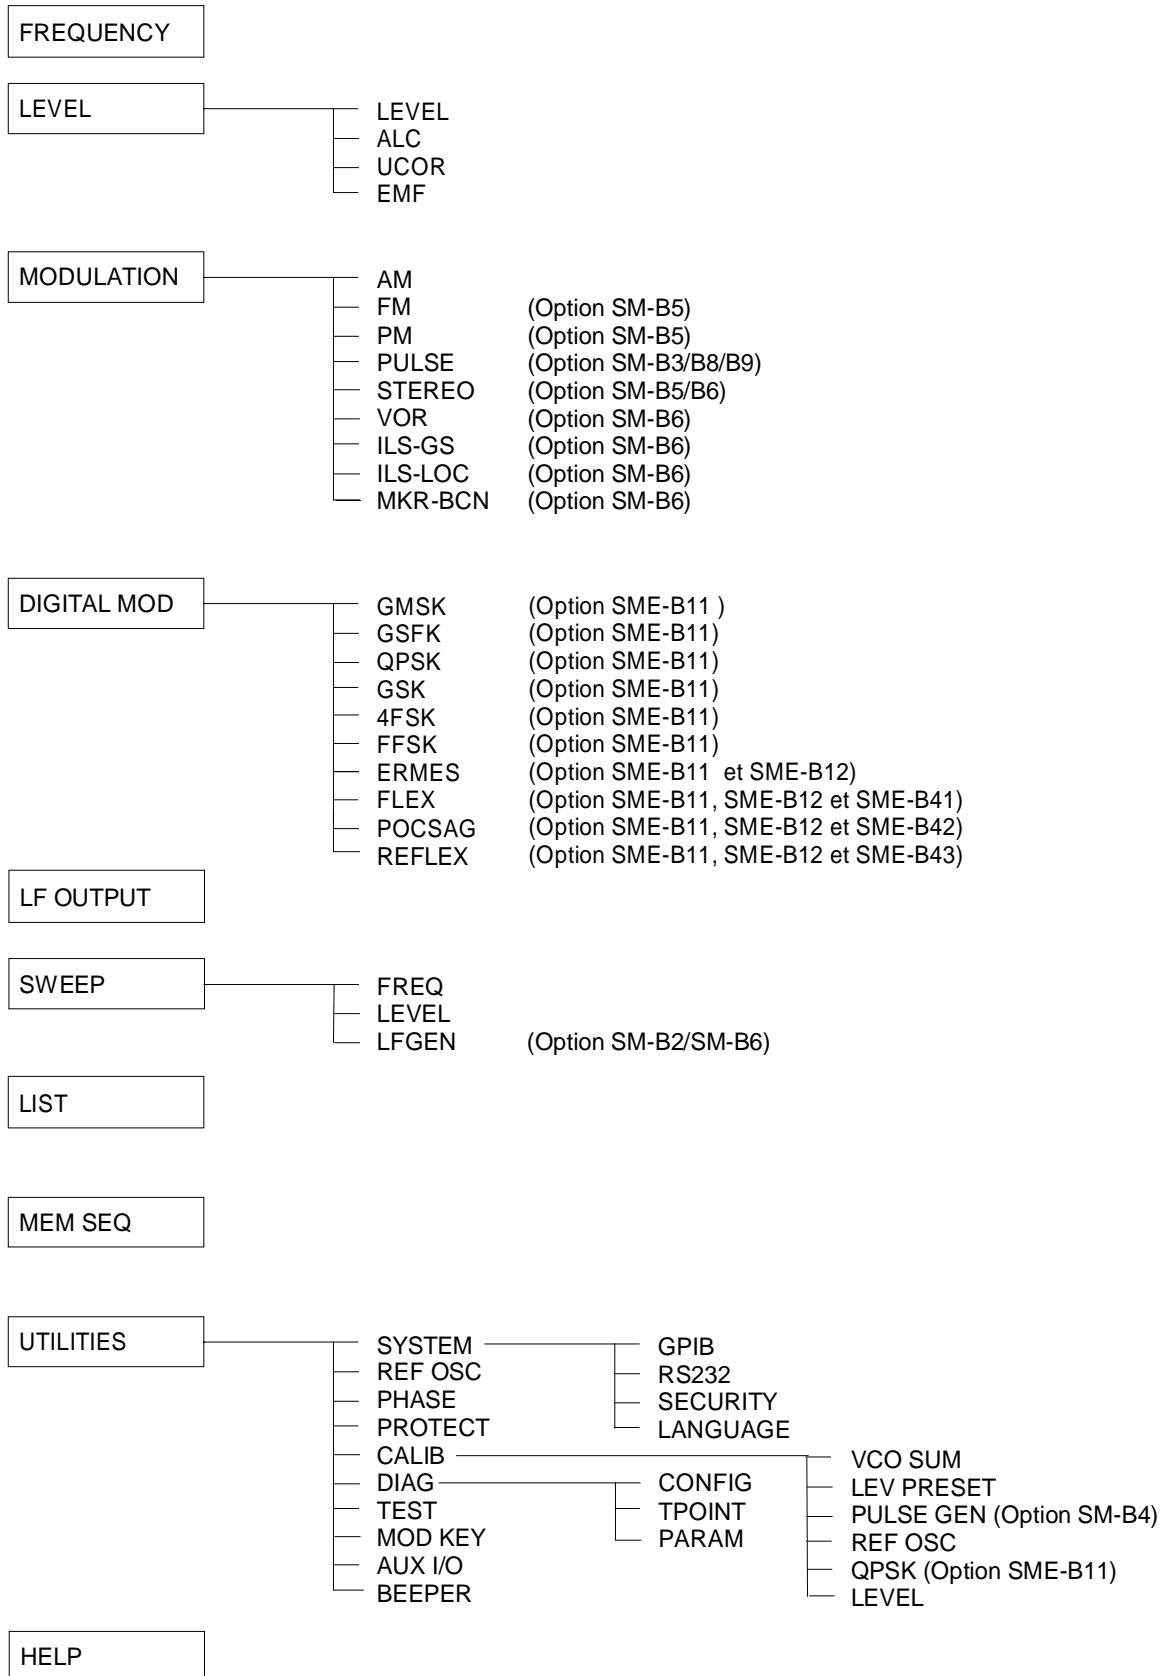 FREQUENCY
LEVEL
LEVEL
ALC
UCOR
EMF
MODULATION
AM
FM (Option SM-B5)
PM (Option SM-B5)
PULSE (Option SM-B3/B8/B9)
STEREO (Option SM-B5/B6)
VOR (Option SM-B6)
ILS-GS (Option SM-B6)
ILS-LOC (Option SM-B6)
MKR-BCN (Option SM-B6)
DIGITAL MOD
GMSK (Option SME-B11 )
GSFK (Option SME-B11)
QPSK (Option SME-B11)
GSK (Option SME-B11)
4FSK (Option SME-B11)
FFSK (Option SME-B11)
ERMES (Option SME-B11 et SME-B12)
FLEX (Option SME-B11, SME-B12 et SME-B41)
POCSAG (Option SME-B11, SME-B12 et SME-B42)
REFLEX (Option SME-B11, SME-B12 et SME-B43)
LF OUTPUT
SWEEP
FREQ
LEVEL
LFGEN (Option SM-B2/SM-B6)
LIST
MEM SEQ
UTILITIES
SYSTEM
REF OSC
PHASE
PROTECT
CALIB
DIAG
TEST
MOD KEY
AUX I/O
BEEPER
GPIB
RS232
SECURITY
LANGUAGE
CONFIG
TPOINT
PARAM
VCO SUM
LEV PRESET
PULSE GEN (Option SM-B4)
REF OSC
QPSK (Option SME-B11)
LEVEL
HELP